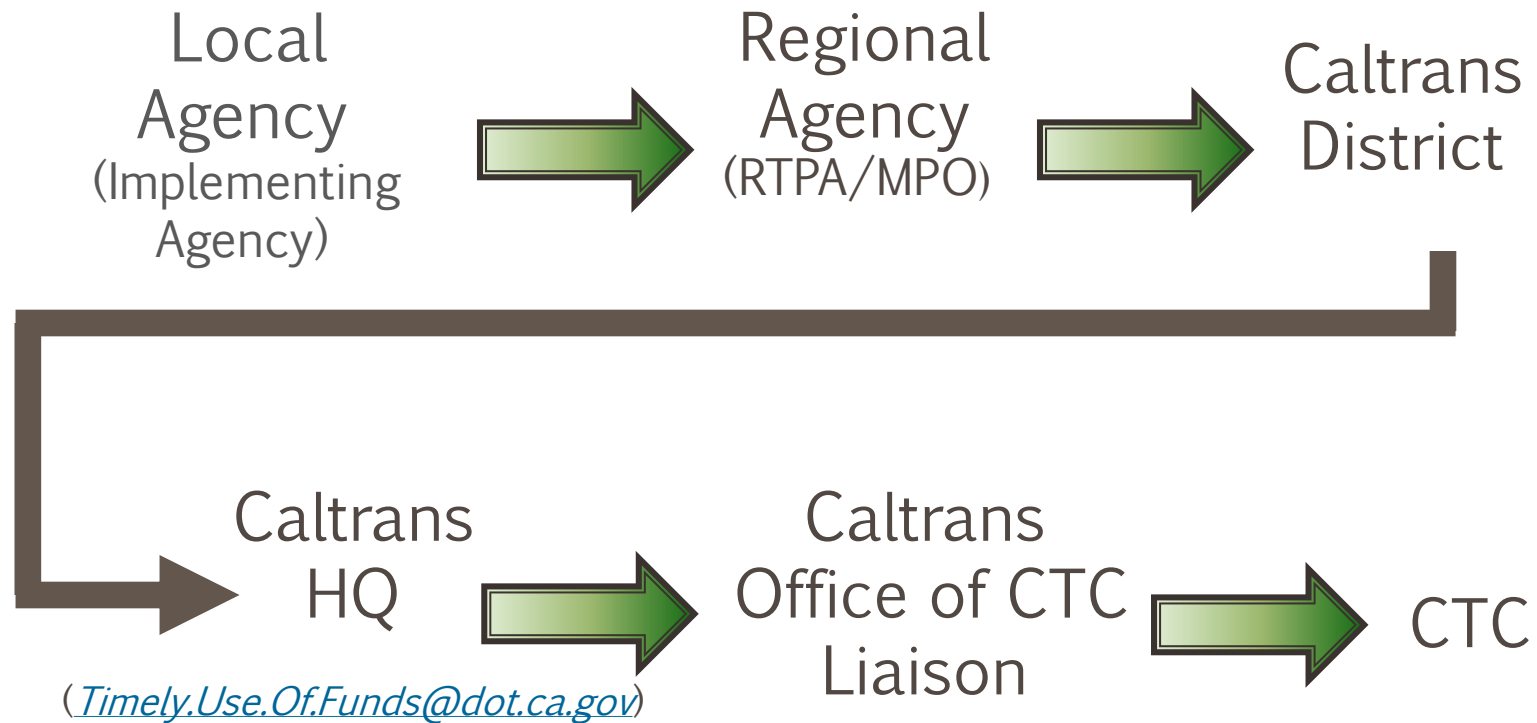 Local
Agency
(Implementing
Agency)
Regional
Agency
(RTPA/MPO)
Caltrans
District
Caltrans
HQ
(Timely.Use.Of.Funds@dot.ca.gov)
Caltrans
Office of CTC
Liaison
CTC